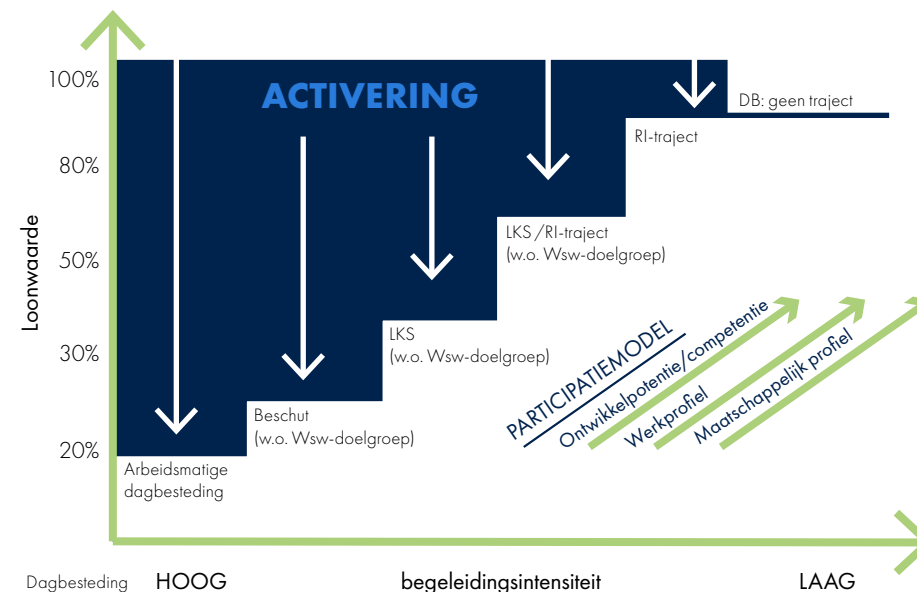 100%
80%
50%
30%
20%
Loonwaarde
ACTIVERING
DB: geen traject
RI-traject
LKS /RI-traject
(w.o. Wsw-doelgroep)
LKS
(w.o. Wsw-doelgroep)
Beschut
(w.o. Wsw-doelgroep)
Arbeidsmatige
dagbesteding
PARTICIPATIEMODEL
Ontwikkelpotentie/competentie
Werkprofiel
Maatschappelijk profiel
Dagbesteding HOOG begeleidingsintensiteit LAAG